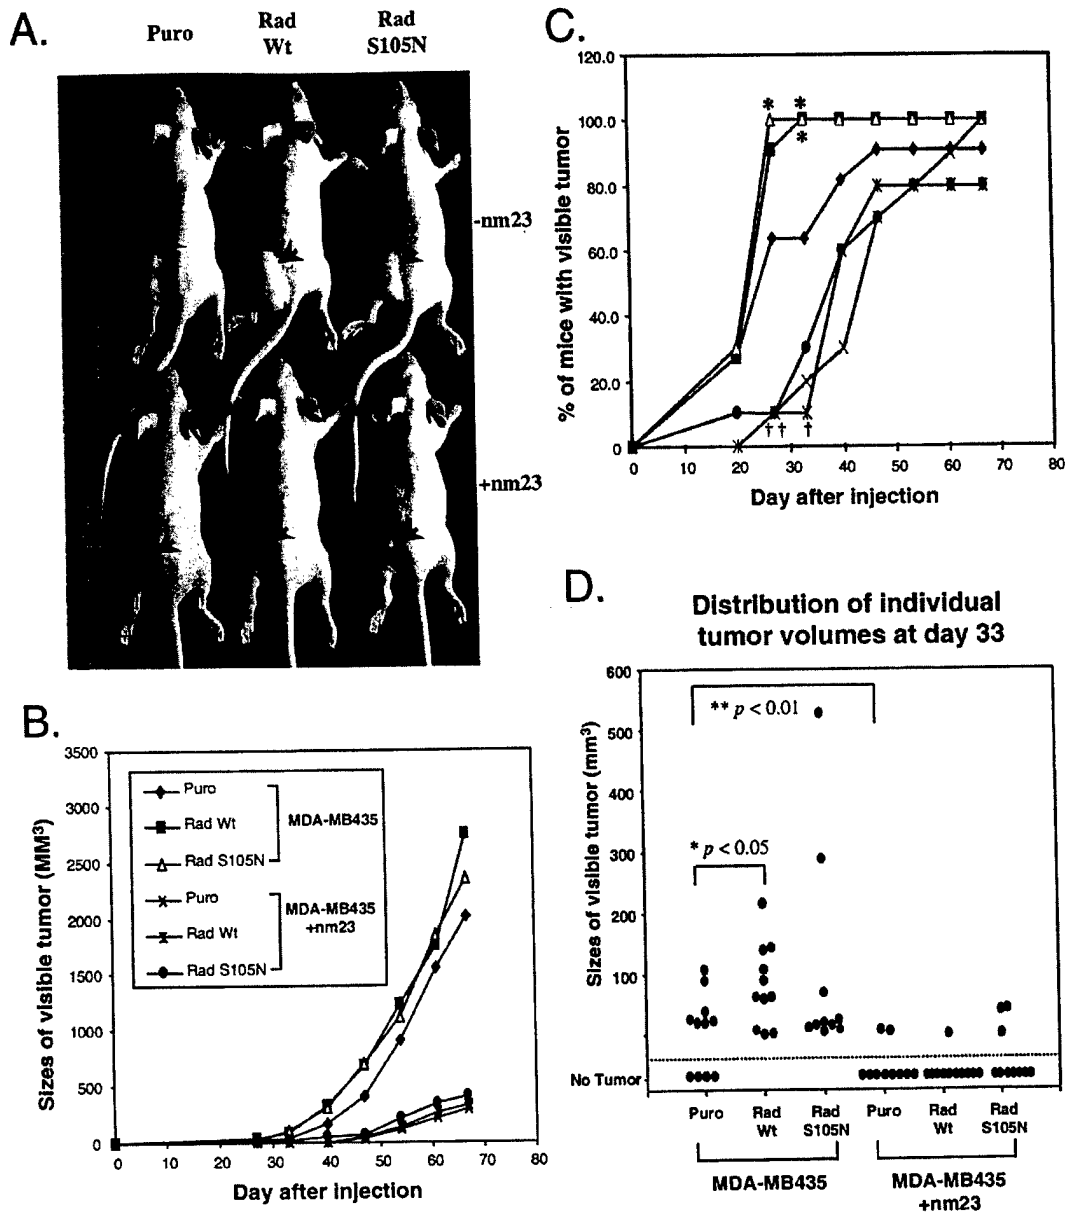 A.
Puro
Rad
Wt
Rad
S105N
-nm23
+nm23
B.
3500
3000
2500
2000
1500
1000
500
0
Sizes of visible tumor (MM³)
Puro
Rad Wt
Rad S105N
MDA-MB435
Puro
Rad Wt
Rad S105N
MDA-MB435
+nm23
0 10 20 30 40 50 60 70 80
Day after injection
C.
120.0
100.0
80.0
60.0
40.0
20.0
0
% of mice with visible tumor
* *
*
† † †
0 10 20 30 40 50 60 70 80
Day after injection
D.
Distribution of individual
tumor volumes at day 33
600
500
400
300
200
100
No Tumor
Sizes of visible tumor (mm³)
** p < 0.01
* p < 0.05
Puro
Rad
Wt
Rad
S105N
Puro
Rad
Wt
Rad
S105N
MDA-MB435
MDA-MB435
+nm23